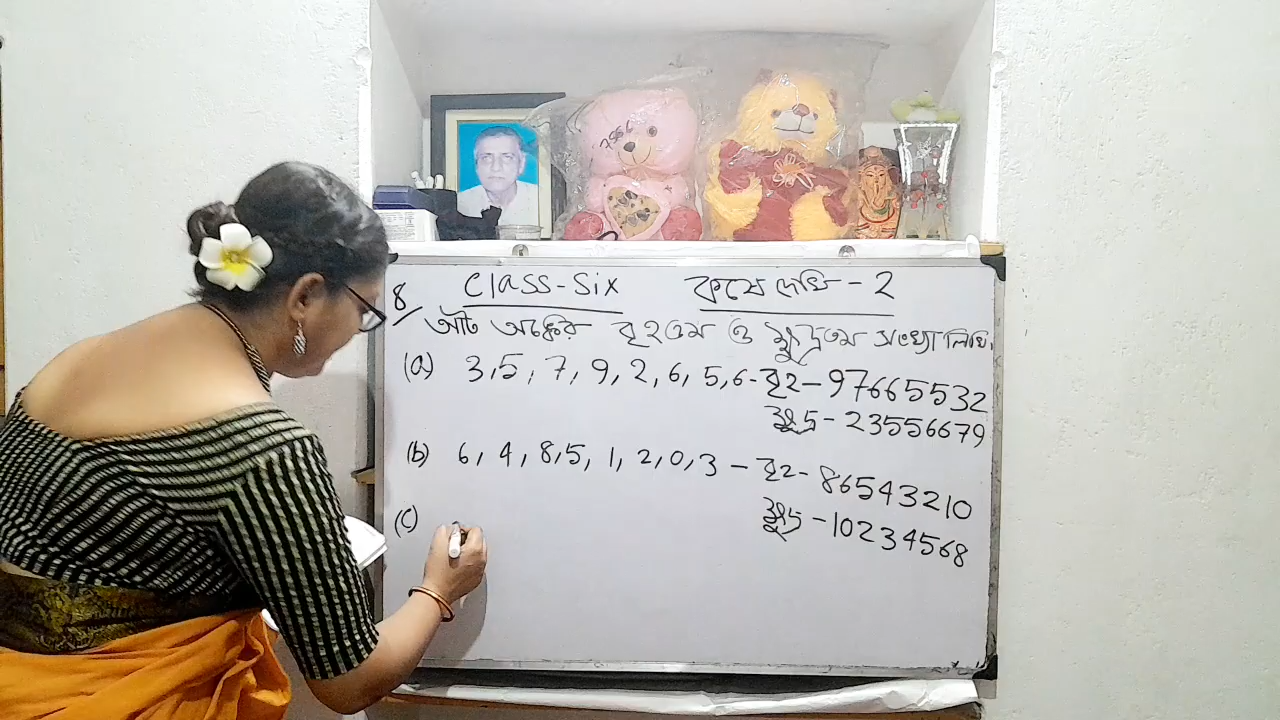 Class-Six কষে দেখি - 2
8/ আট অঙ্কের বৃহত্তম ও ক্ষুদ্রতম সংখ্যা লিখি।
(a) 3,5, 7, 9, 2, 6, 5,6 - বৃহ - 97665532
ক্ষুদ্র - 23556679
(b) 6, 4, 8,5, 1, 2, 0, 3 - বৃহ - 86543210
ক্ষুদ্র - 10234568
(c)